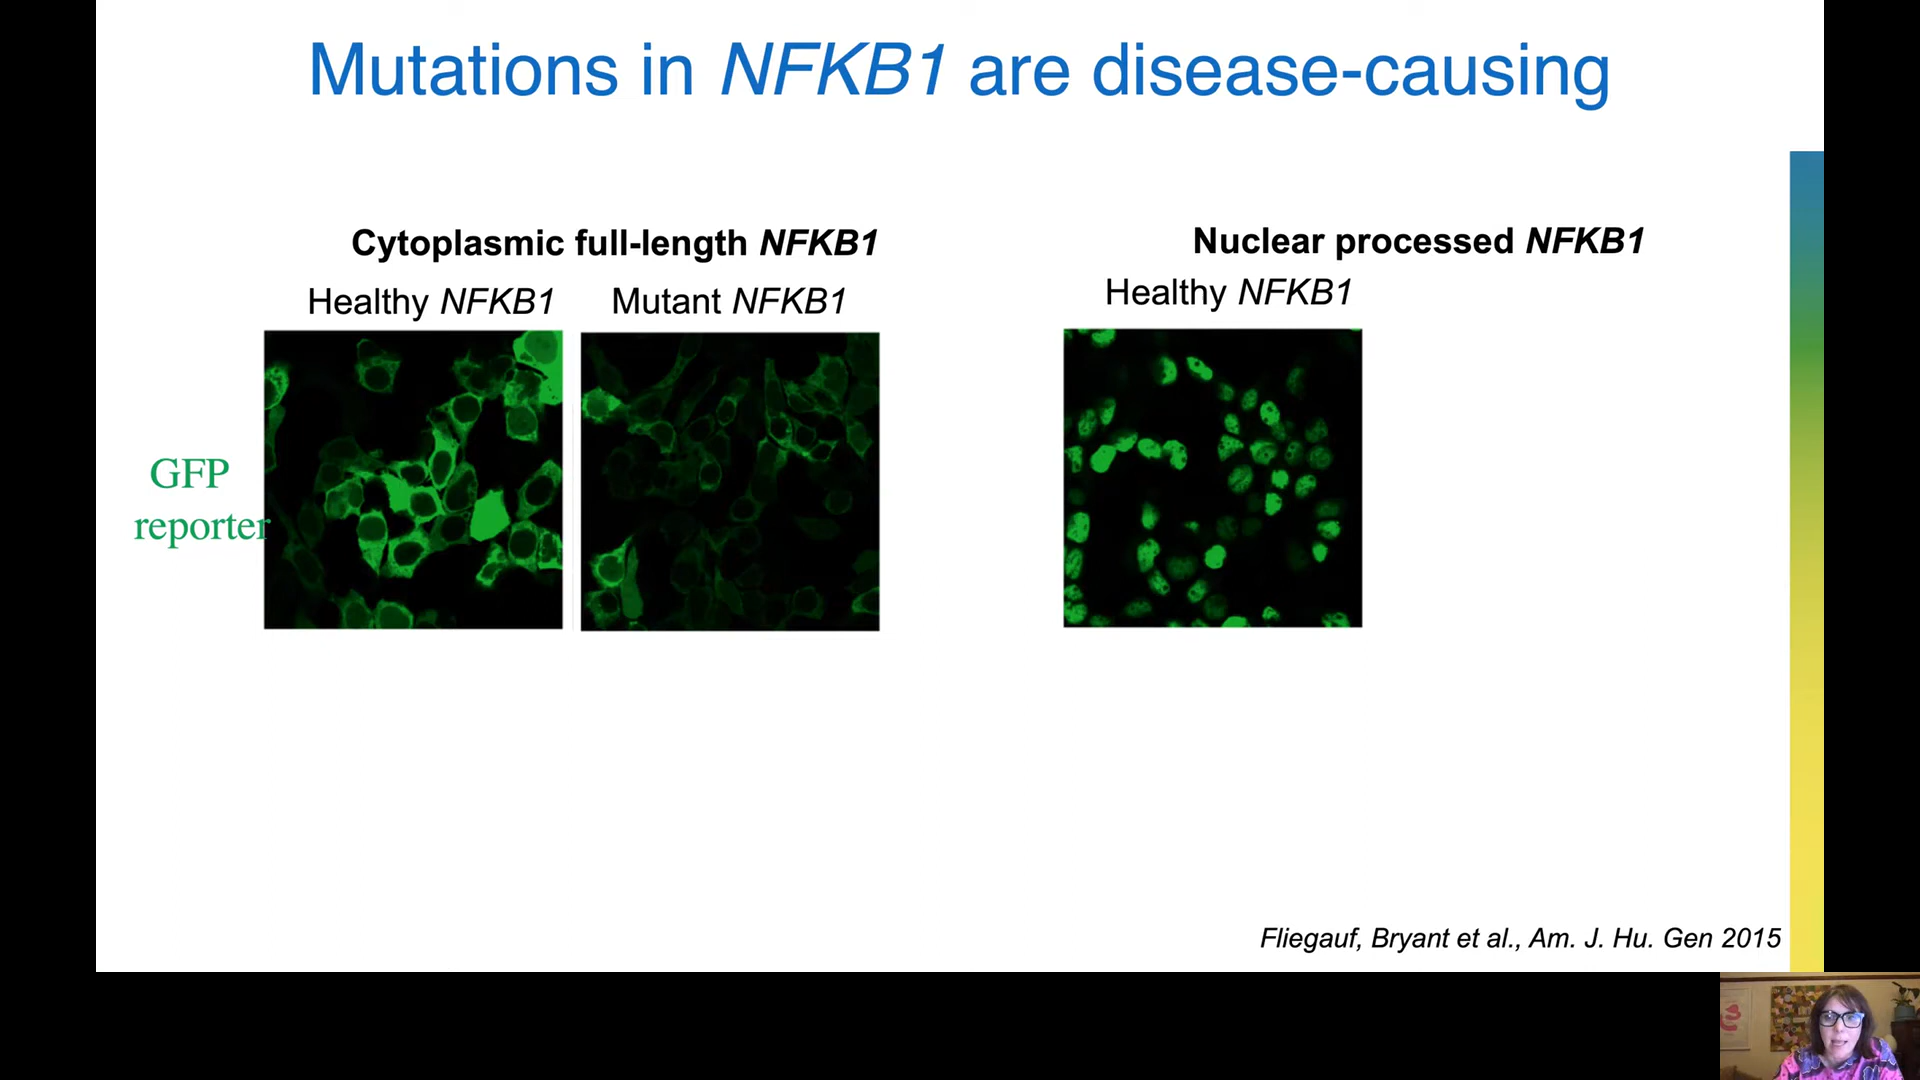 Mutations in NFKB1 are disease-causing
Cytoplasmic full-length NFKB1
Healthy NFKB1
Mutant NFKB1
Nuclear processed NFKB1
Healthy NFKB1
GFP
reporter
Fliegauf, Bryant et al., Am. J. Hu. Gen 2015